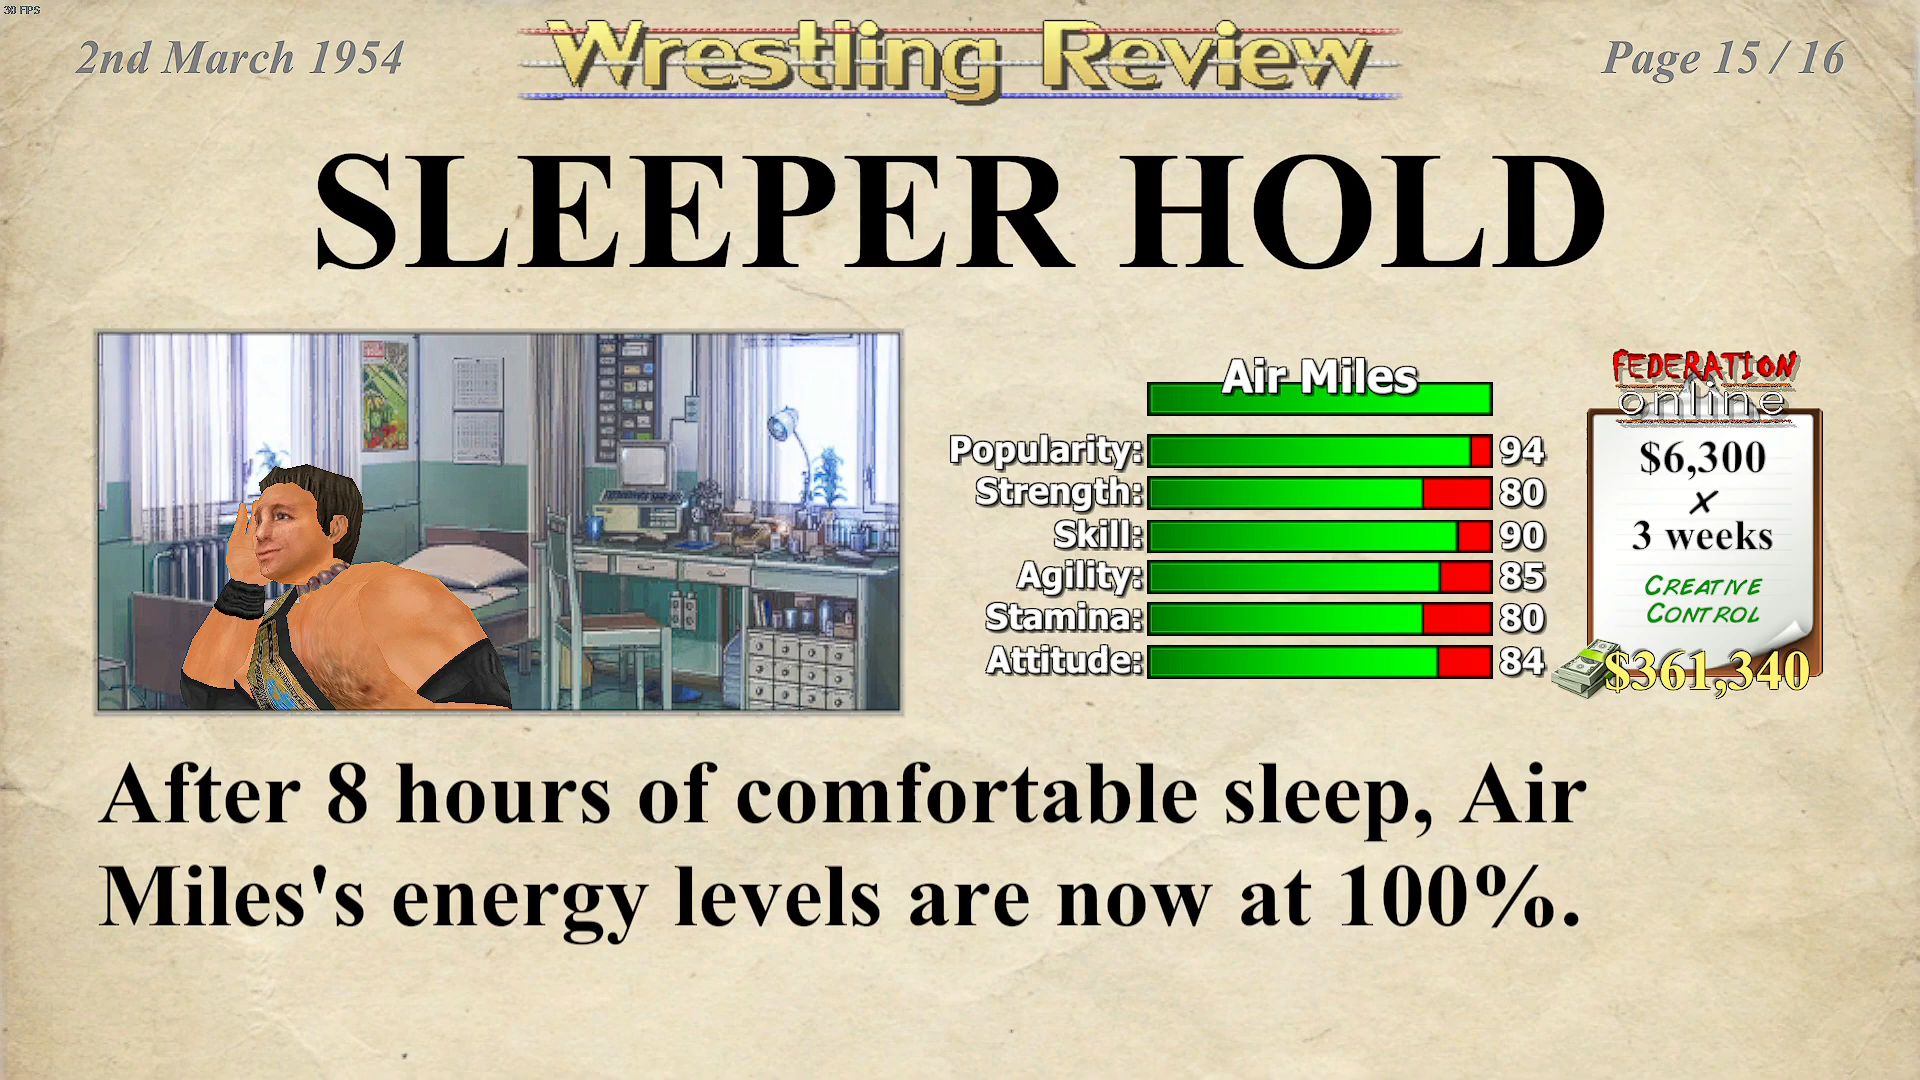 30 FPS
2nd March 1954
Wrestling Review
Page 15 / 16
SLEEPER HOLD
Air Miles
Popularity: 94
Strength: 80
Skill: 90
Agility: 85
Stamina: 80
Attitude: 84
FEDERATION
online
$6,300
x
3 weeks
CREATIVE
CONTROL
$361,340
After 8 hours of comfortable sleep, Air
Miles's energy levels are now at 100%.